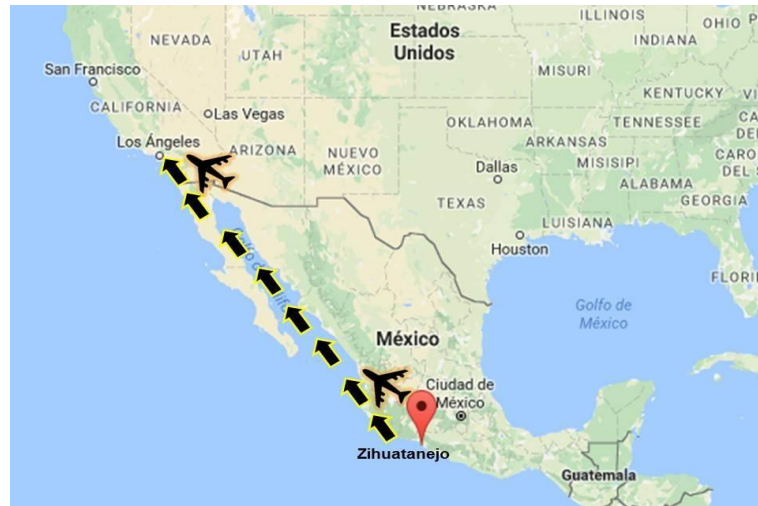 NEBRASKA
ILLINOIS
OHIO
NEVADA
Estados
Unidos
INDIANA
UTAH
San Francisco
MISURI
CALIFORNIA
KENTUCKY
Las Vegas
OKLAHOMA
TENNESSEE
Los Ángeles
ARIZONA
NUEVO
MÉXICO
ARKANSAS
MISISIPI
Dallas
ALABAMA
TEXAS
GEORGIA
LUISIANA
Houston
Golfo de
México
México
Ciudad de
México
Zihuatanejo
Guatemala